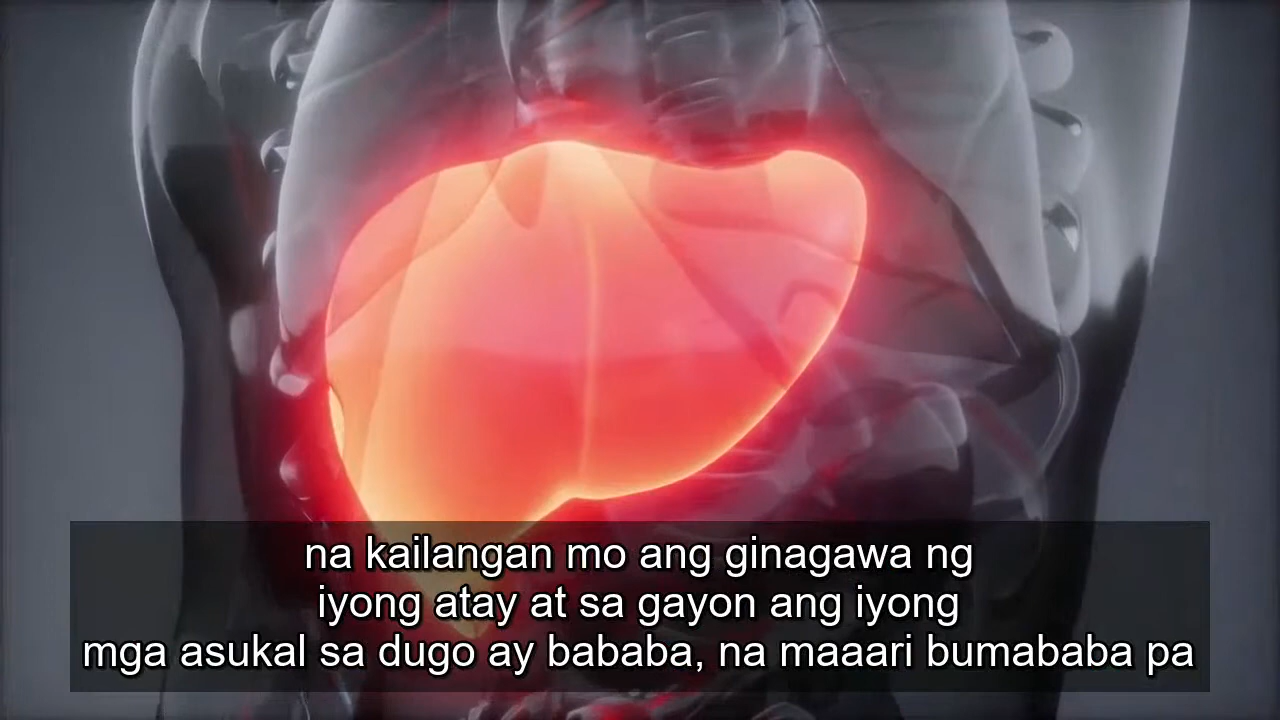 na kailangan mo ang ginagawa ng
iyong atay at sa gayon ang iyong
mga asukal sa dugo ay bababa, na maaari bumababa pa